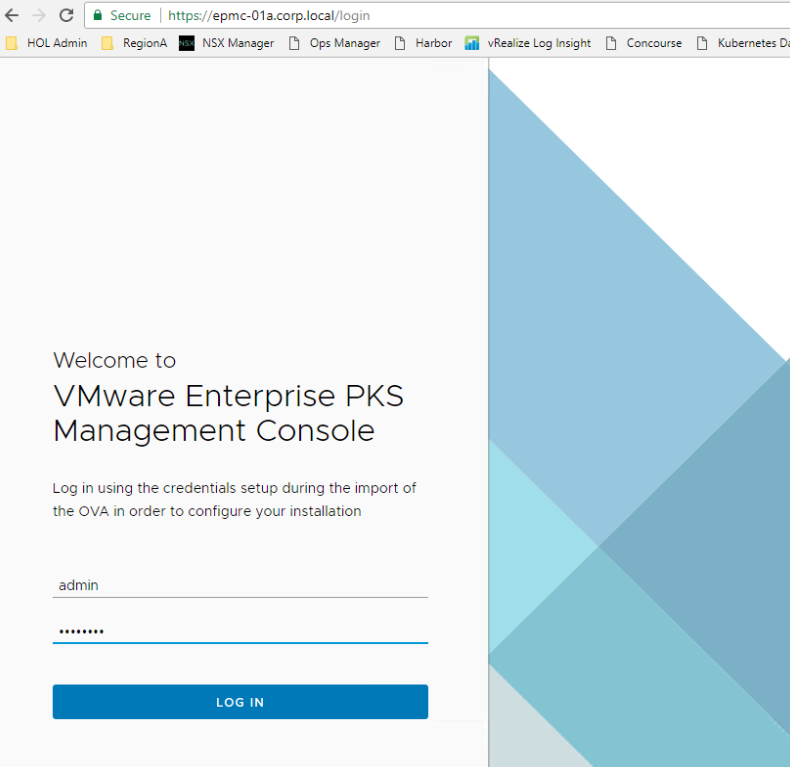 Secure | https://epmc-01a.corp.local/login
HOL Admin RegionA NSX NSX Manager Ops Manager Harbor vRealize Log Insight Concourse Kubernetes Da
Welcome to
VMware Enterprise PKS
Management Console
Log in using the credentials setup during the import of
the OVA in order to configure your installation
admin
••••••••
LOG IN